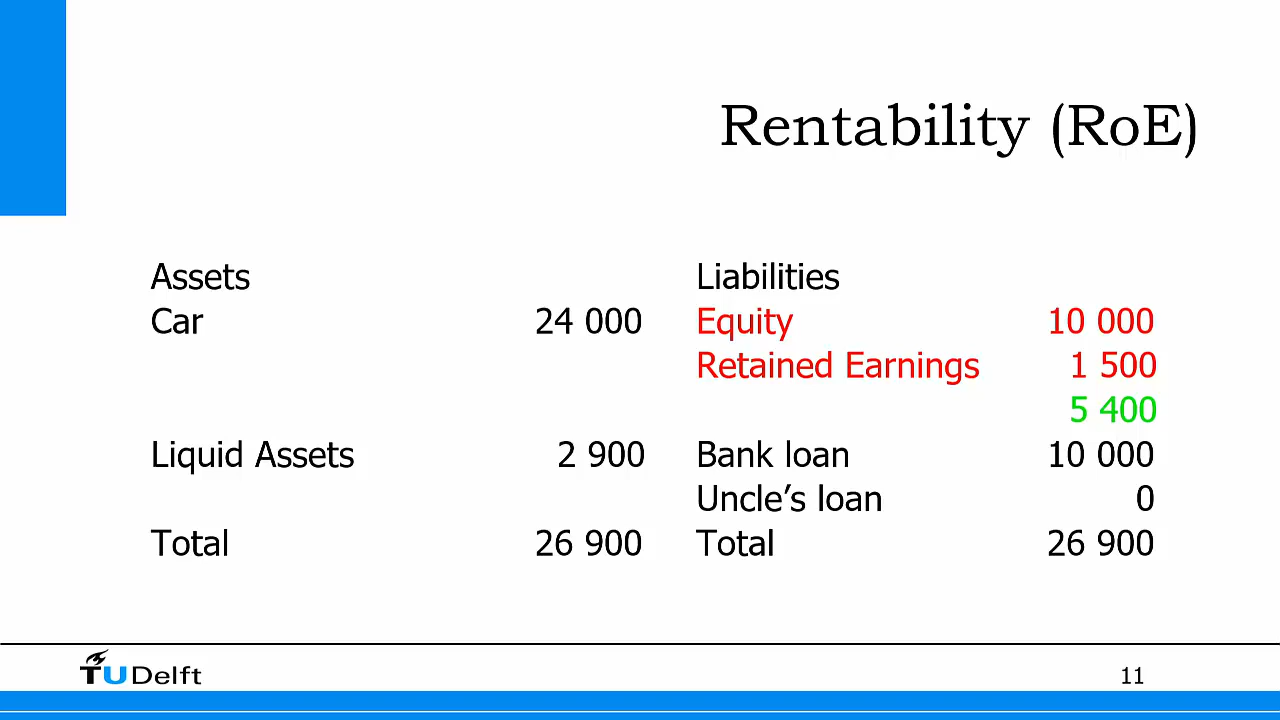 Rentability (RoE)
Assets Liabilities
Car 24 000 Equity 10 000
Retained Earnings 1 500
5 400
Liquid Assets 2 900 Bank loan 10 000
Uncle’s loan 0
Total 26 900 Total 26 900
TU Delft 11